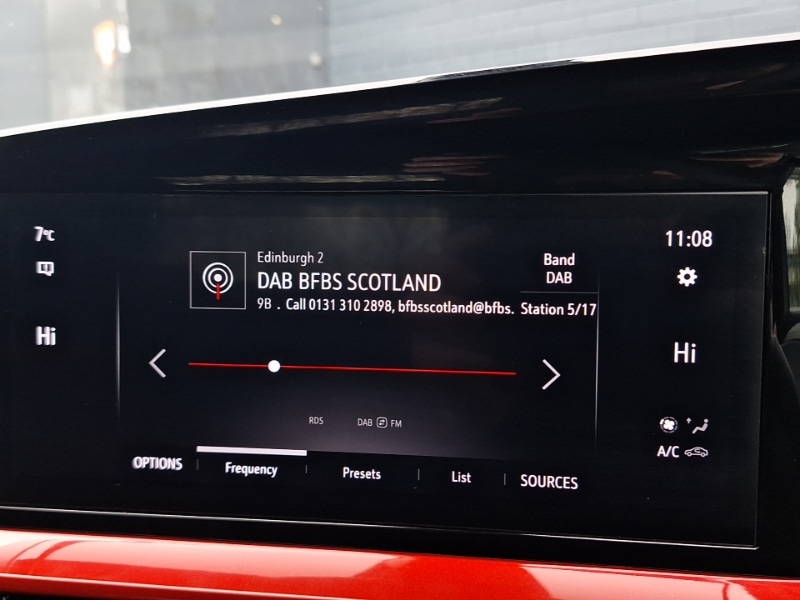 7°C
Hi
Edinburgh 2
DAB BFBS SCOTLAND
9B . Call 0131 310 2898, bfbsscotland@bfbs.
Band
DAB
Station 5/17
RDS
DAB FM
OPTIONS
Frequency
Presets
List
SOURCES
11:08
Hi
A/C